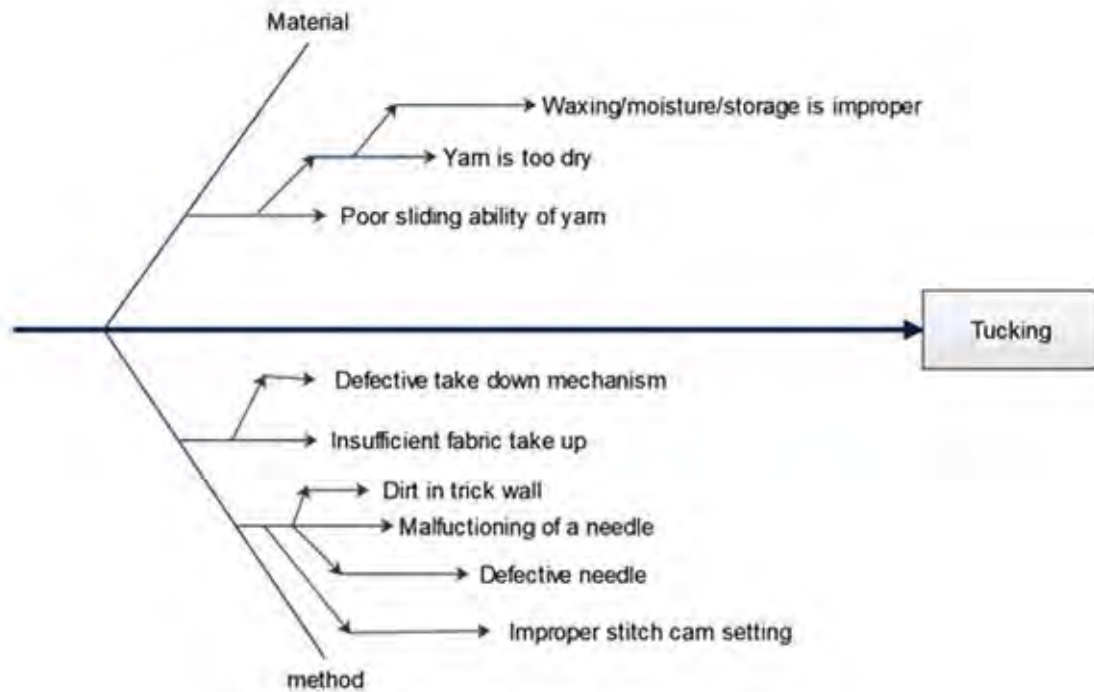 Material
Waxing/moisture/storage is improper
Yarn is too dry
Poor sliding ability of yarn
Tucking
Defective take down mechanism
Insufficient fabric take up
Dirt in trick wall
Malfuctioning of a needle
Defective needle
Improper stitch cam setting
method